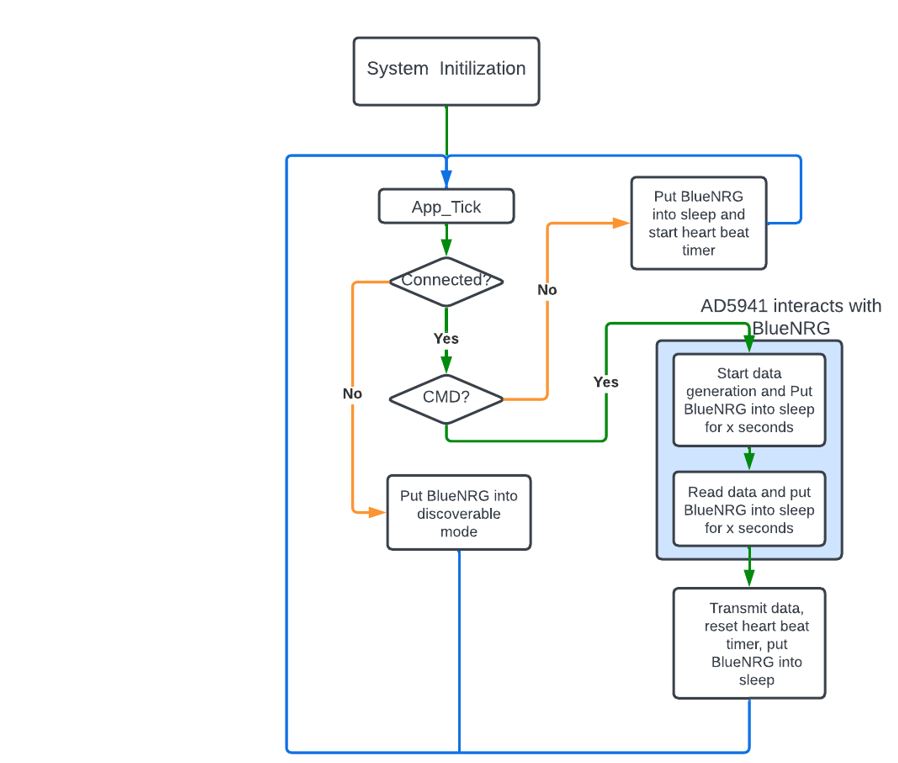 System Initilization
App_Tick
Put BlueNRG
into sleep and
start heart beat
timer
Connected?
No
Yes
AD5941 interacts with
BlueNRG
Start data
generation and Put
BlueNRG into sleep
for x seconds
Yes
No
CMD?
Put BlueNRG into
discoverable
mode
Read data and put
BlueNRG into sleep
for x seconds
Transmit data,
reset heart beat
timer, put
BlueNRG into
sleep